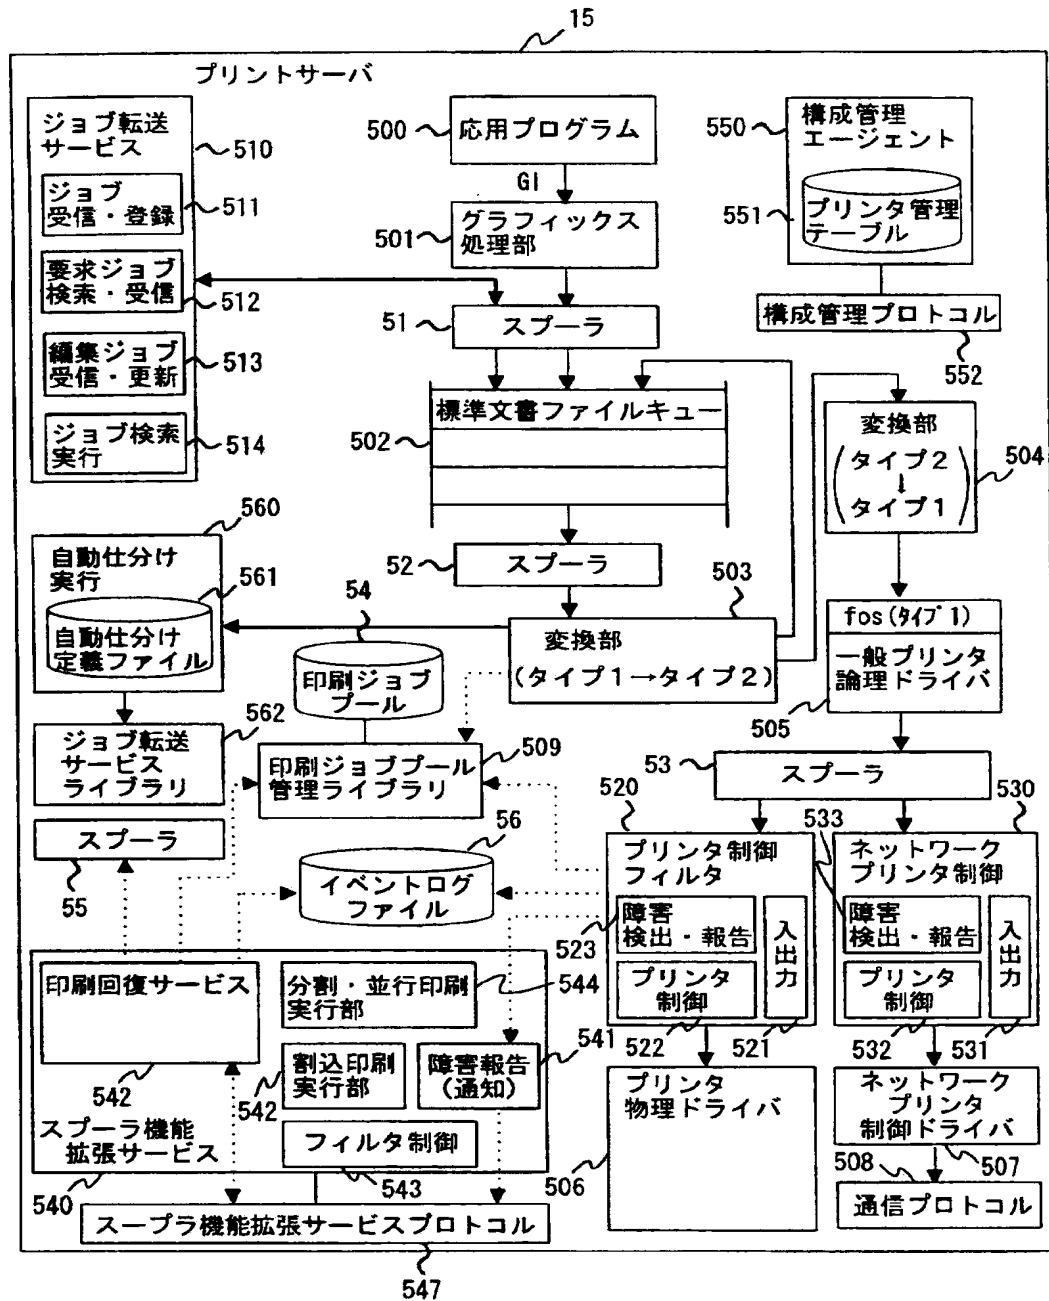 15
プリントサーバ
ジョブ転送
サービス
510
ジョブ
受信・登録
511
要求ジョブ
検索・受信
512
編集ジョブ
受信・更新
513
ジョブ検索
実行
514
500
応用プログラム
GI
501
グラフィックス
処理部
51
スプーラ
標準文書ファイルキュー
502
52
スプーラ
503
変換部
(タイプ1→タイプ2)
550
構成管理
エージェント
551
プリンタ管理
テーブル
構成管理プロトコル
552
変換部
(タイプ2
↓
タイプ1)
504
fos(タイプ1)
一般プリンタ
論理ドライバ
505
560
自動仕分け
実行
561
自動仕分け
定義ファイル
562
ジョブ転送
サービス
ライブラリ
スプーラ
55
54
印刷ジョブ
プール
509
印刷ジョブプール
管理ライブラリ
56
イベントログ
ファイル
53
スプーラ
520
プリンタ制御
フィルタ
523
障害
検出・報告
プリンタ
制御
入出力
522
521
533
530
ネットワーク
プリンタ制御
障害
検出・報告
プリンタ
制御
入出力
532
531
印刷回復サービス
542
分割・並行印刷
実行部
544
割込印刷
実行部
542
障害報告
(通知)
541
フィルタ制御
543
スプーラ機能
拡張サービス
540
スープラ機能拡張サービスプロトコル
547
プリンタ
物理ドライバ
506
ネットワーク
プリンタ
制御ドライバ
507
508
通信プロトコル